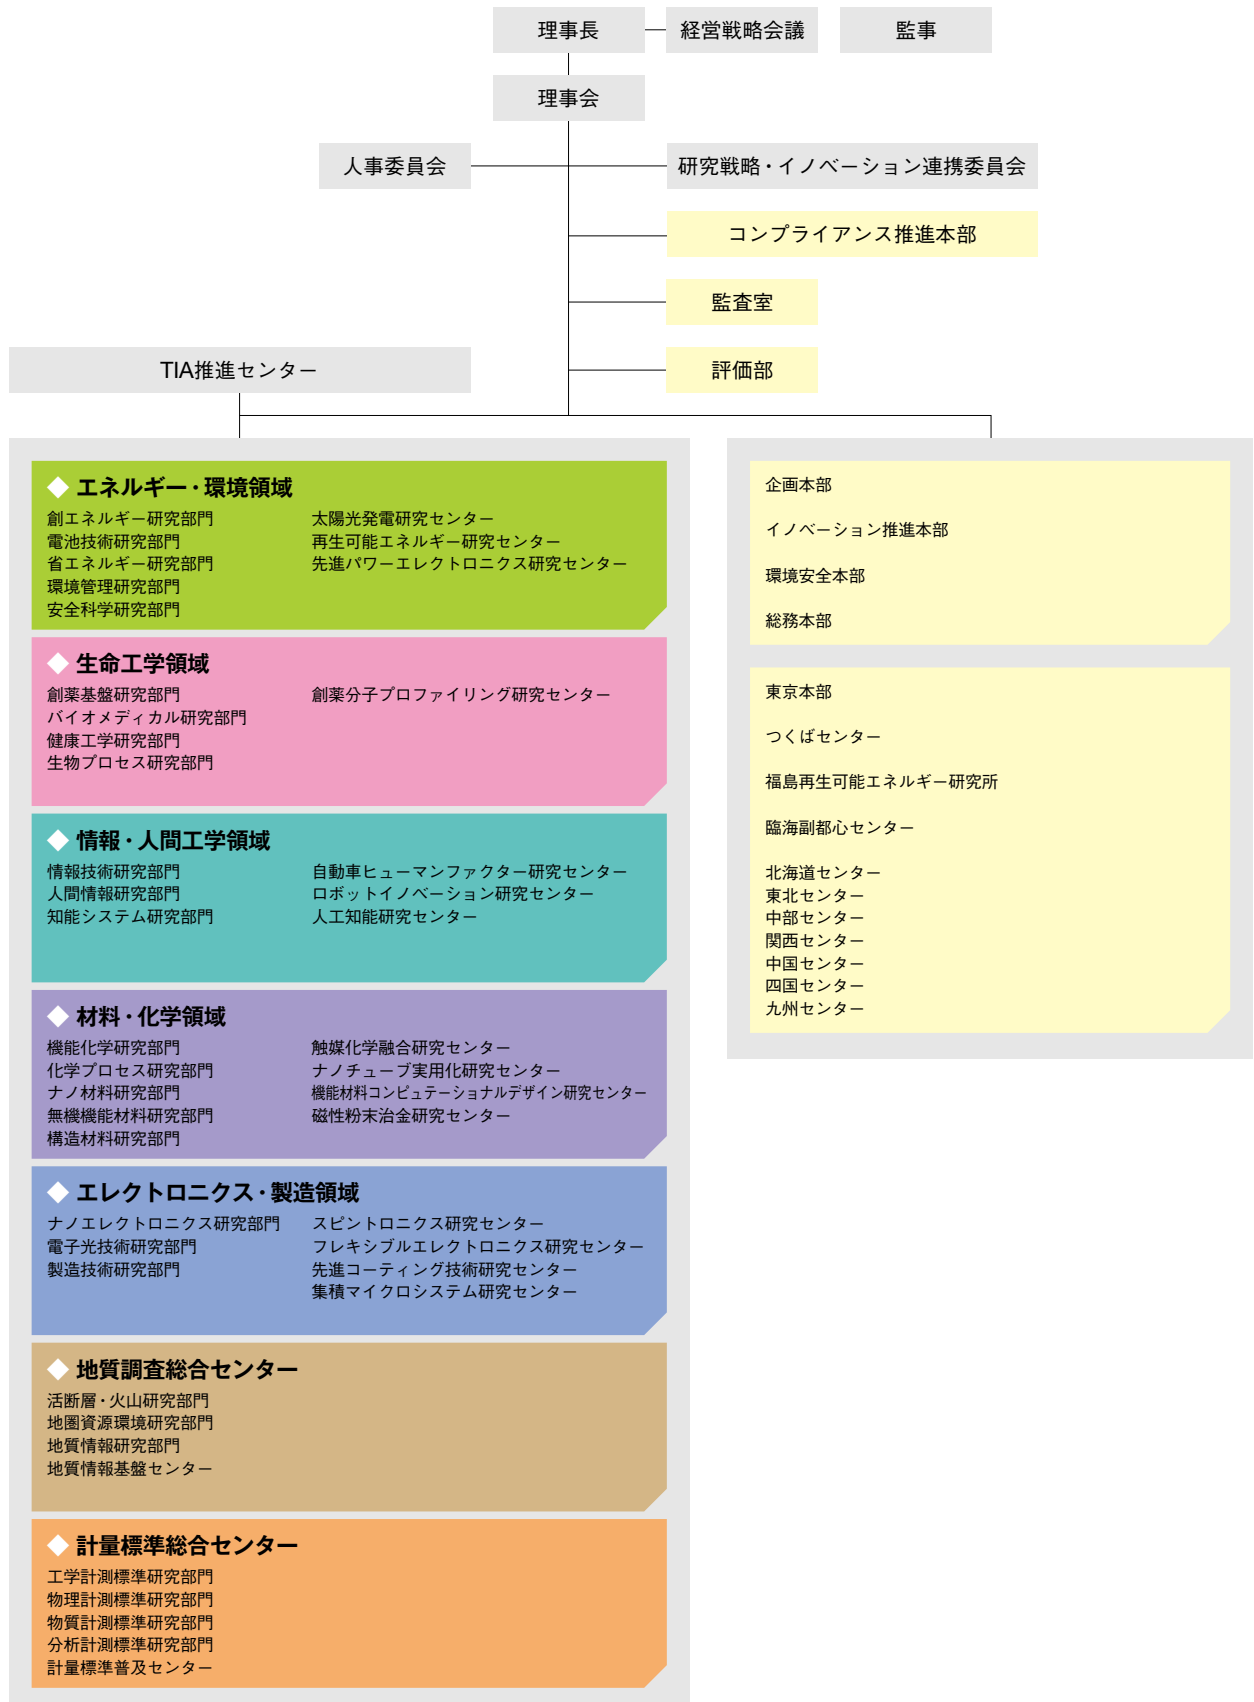 理事長
経営戦略会議
監事
理事会
人事委員会
研究戦略・イノベーション連携委員会
コンプライアンス推進本部
監査室
TIA推進センター
評価部
◆ エネルギー・環境領域
創エネルギー研究部門
電池技術研究部門
省エネルギー研究部門
環境管理研究部門
安全科学研究部門
太陽光発電研究センター
再生可能エネルギー研究センター
先進パワーエレクトロニクス研究センター
◆ 生命工学領域
創薬基盤研究部門
バイオメディカル研究部門
健康工学研究部門
生物プロセス研究部門
創薬分子プロファイリング研究センター
◆ 情報・人間工学領域
情報技術研究部門
人間情報研究部門
知能システム研究部門
自動車ヒューマンファクター研究センター
ロボットイノベーション研究センター
人工知能研究センター
◆ 材料・化学領域
機能化学研究部門
化学プロセス研究部門
ナノ材料研究部門
無機機能材料研究部門
構造材料研究部門
触媒化学融合研究センター
ナノチューブ実用化研究センター
機能材料コンピュテーショナルデザイン研究センター
磁性粉末冶金研究センター
◆ エレクトロニクス・製造領域
ナノエレクトロニクス研究部門
電子光技術研究部門
製造技術研究部門
スピントロニクス研究センター
フレキシブルエレクトロニクス研究センター
先進コーティング技術研究センター
集積マイクロシステム研究センター
◆ 地質調査総合センター
活断層・火山研究部門
地圏資源環境研究部門
地質情報研究部門
地質情報基盤センター
◆ 計量標準総合センター
工学計測標準研究部門
物理計測標準研究部門
物質計測標準研究部門
分析計測標準研究部門
計量標準普及センター
企画本部
イノベーション推進本部
環境安全本部
総務本部
東京本部
つくばセンター
福島再生可能エネルギー研究所
臨海副都心センター
北海道センター
東北センター
中部センター
関西センター
中国センター
四国センター
九州センター